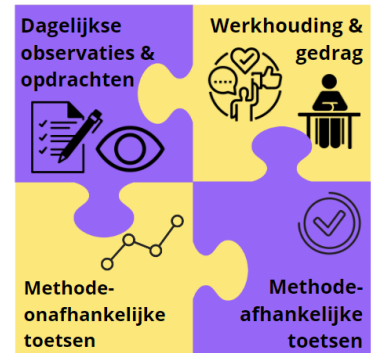 Dagelijkse
observaties &
opdrachten
Werkhouding &
gedrag
Methode-
onafhankelijke
toetsen
Methode-
afhankelijke
toetsen